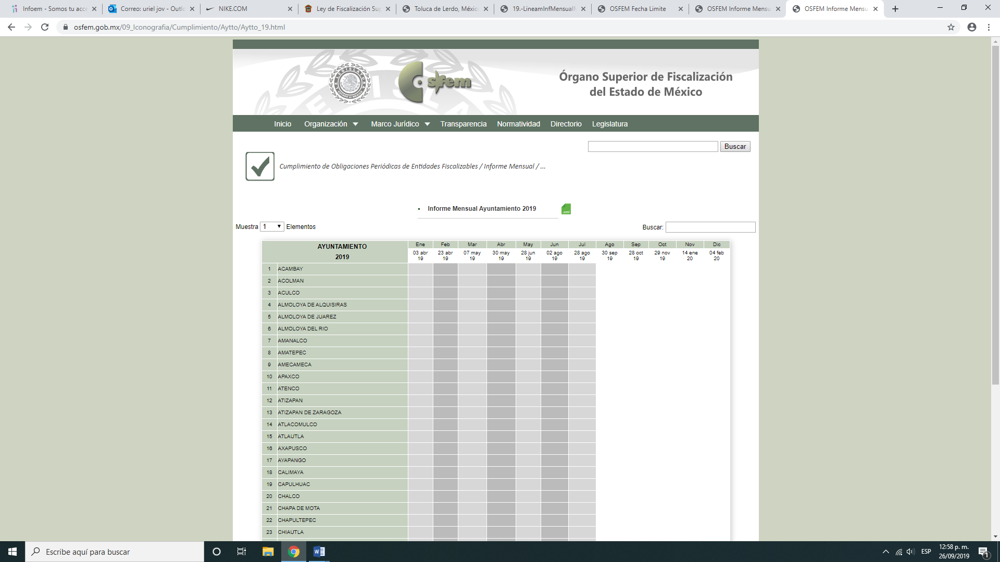 Infoem - Somos tu acce
Correo: uriel jov - Outlo
NIKE.COM
Ley de Fiscalización Sup
Toluca de Lerdo, México
19.-LineamInfMensualM
OSFEM Fecha Limite
OSFEM Informe Mensu
OSFEM Informe Mensu
osfem.gob.mx/09_Iconografia/Cumplimiento/Aytto/Aytto_19.html
osfem
Órgano Superior de Fiscalización
del Estado de México
Inicio Organización Marco Jurídico Transparencia Normatividad Directorio Legislatura
Buscar
Cumplimiento de Obligaciones Periódicas de Entidades Fiscalizables / Informe Mensual / ...
▪ Informe Mensual Ayuntamiento 2019 .xml
Muestra 1 Elementos
Buscar:
AYUNTAMIENTO
2019
Ene Feb Mar Abr May Jun Jul Ago Sep Oct Nov Dic
03 abr 23 abr 07 may 30 may 28 jun 02 ago 28 ago 30 sep 28 oct 29 nov 14 ene 04 feb
19 19 19 19 19 19 19 19 19 19 20 20
1 ACAMBAY
2 ACOLMAN
3 ACULCO
4 ALMOLOYA DE ALQUISIRAS
5 ALMOLOYA DE JUAREZ
6 ALMOLOYA DEL RIO
7 AMANALCO
8 AMATEPEC
9 AMECAMECA
10 APAXCO
11 ATENCO
12 ATIZAPAN
13 ATIZAPAN DE ZARAGOZA
14 ATLACOMULCO
15 ATLAUTLA
16 AXAPUSCO
17 AYAPANGO
18 CALIMAYA
19 CAPULHUAC
20 CHALCO
21 CHAPA DE MOTA
22 CHAPULTEPEC
23 CHIAUTLA
Escribe aquí para buscar
ESP
12:58 p. m.
26/09/2019
1